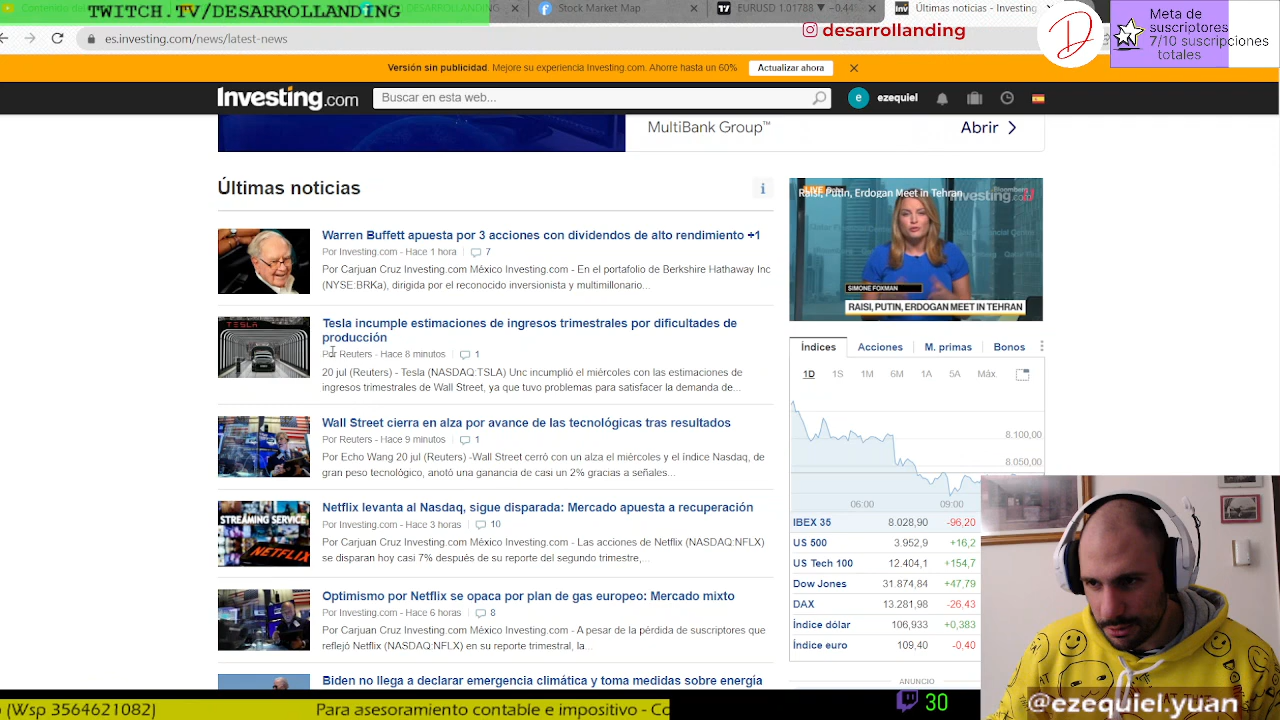 TWITCH.TV/DESARROLLANDING
Stock Market Map
EURUSD 1.01788 ▼ −0.44
Últimas noticias - Investing
es.investing.com/news/latest-news
desarrollanding
Meta de
suscriptores
7/10 suscripciones
totales
Versión sin publicidad. Mejore su experiencia Investing.com. Ahorre hasta un 60%
Actualizar ahora
Investing.com
Buscar en esta web...
e
ezequiel
MultiBank Group™
Abrir
Últimas noticias
i
Warren Buffett apuesta por 3 acciones con dividendos de alto rendimiento +1
Por Investing.com - Hace 1 hora | 7
Por Carjuan Cruz Investing.com México Investing.com - En el portafolio de Berkshire Hathaway Inc
(NYSE:BRKa), dirigida por el reconocido inversionista y multimillonario...
TESLA
Tesla incumple estimaciones de ingresos trimestrales por dificultades de
producción
Por Reuters - Hace 8 minutos | 1
20 jul (Reuters) - Tesla (NASDAQ:TSLA) Unc incumplió el miércoles con las estimaciones de
ingresos trimestrales de Wall Street, ya que tuvo problemas para satisfacer la demanda de...
Wall Street cierra en alza por avance de las tecnológicas tras resultados
Por Reuters - Hace 9 minutos | 1
Por Echo Wang 20 jul (Reuters) -Wall Street cerró con un alza el miércoles y el índice Nasdaq, de
gran peso tecnológico, anotó una ganancia de casi un 2% gracias a señales...
STREAMING SERVICE
NETFLIX
Netflix levanta al Nasdaq, sigue disparada: Mercado apuesta a recuperación
Por Investing.com - Hace 3 horas | 10
Por Carjuan Cruz Investing.com México Investing.com - Las acciones de Netflix (NASDAQ:NFLX)
se disparan hoy casi 7% después de su reporte del segundo trimestre,...
Optimismo por Netflix se opaca por plan de gas europeo: Mercado mixto
Por Investing.com - Hace 6 horas | 8
Por Carjuan Cruz Investing.com México Investing.com - A pesar de la pérdida de suscriptores que
reflejó Netflix (NASDAQ:NFLX) en su reporte trimestral, la...
Biden no llega a declarar emergencia climática y toma medidas sobre energía
LIVE
Raisi, Putin, Erdogan Meet in Tehran
Bloomberg
Investing.com
SIMONE FOXMAN
RAISI, PUTIN, ERDOGAN MEET IN TEHRAN
Índices Acciones M. primas Bonos
1D 1S 1M 6M 1A 5A Máx.
8.100,00
8.050,00
06:00 09:00
IBEX 35 8.028,90 -96,20
US 500 3.952,9 +16,2
US Tech 100 12.404,1 +154,7
Dow Jones 31.874,84 +47,79
DAX 13.281,98 -26,43
Índice dólar 106,933 +0,383
Índice euro 109,40 -0,40
ANUNCIO
@ezequiel.yuan
(Wsp 3564621082) Para asesoramiento contable e impositivo - Co
30